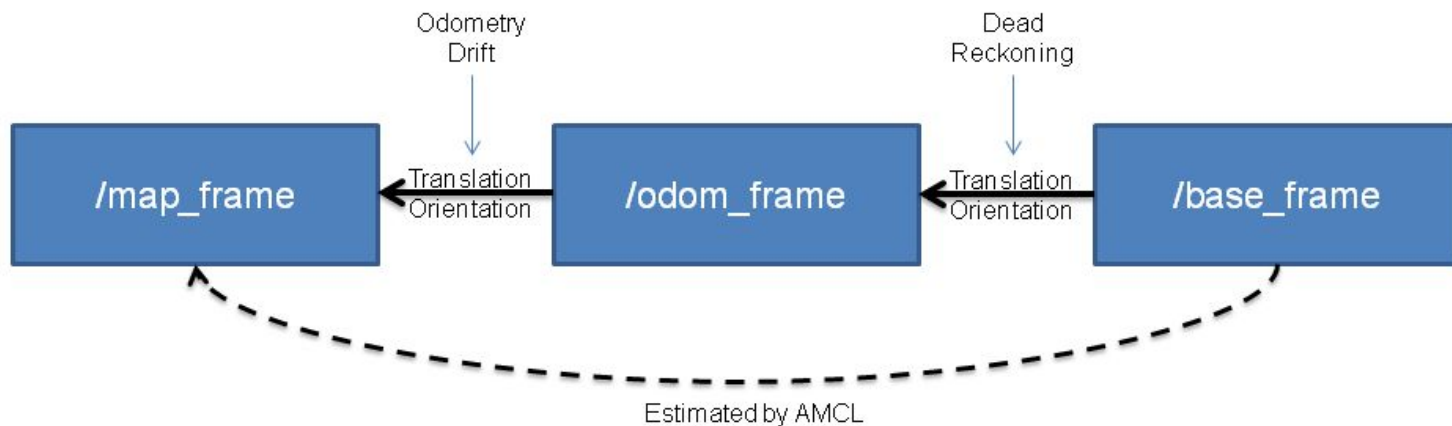 Odometry
Drift
Dead
Reckoning
/map_frame
Translation
Orientation
/odom_frame
Translation
Orientation
/base_frame
Estimated by AMCL